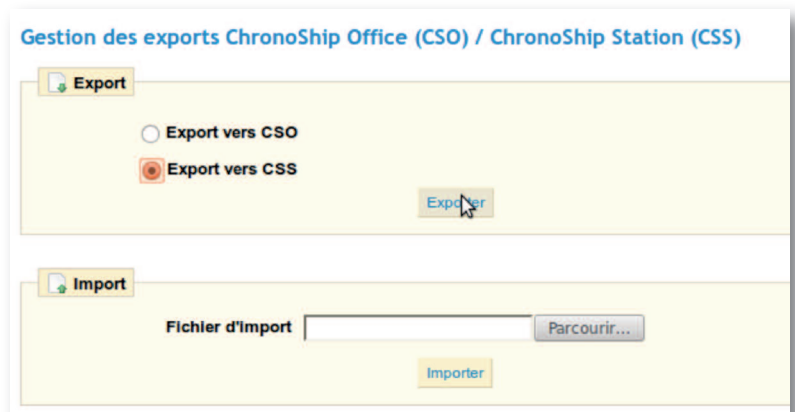 Gestion des exports ChronoShip Office (CSO) / ChronoShip Station (CSS)
Export
Export vers CSO
Export vers CSS
Exporter
Import
Fichier d'import
Parcourir...
Importer